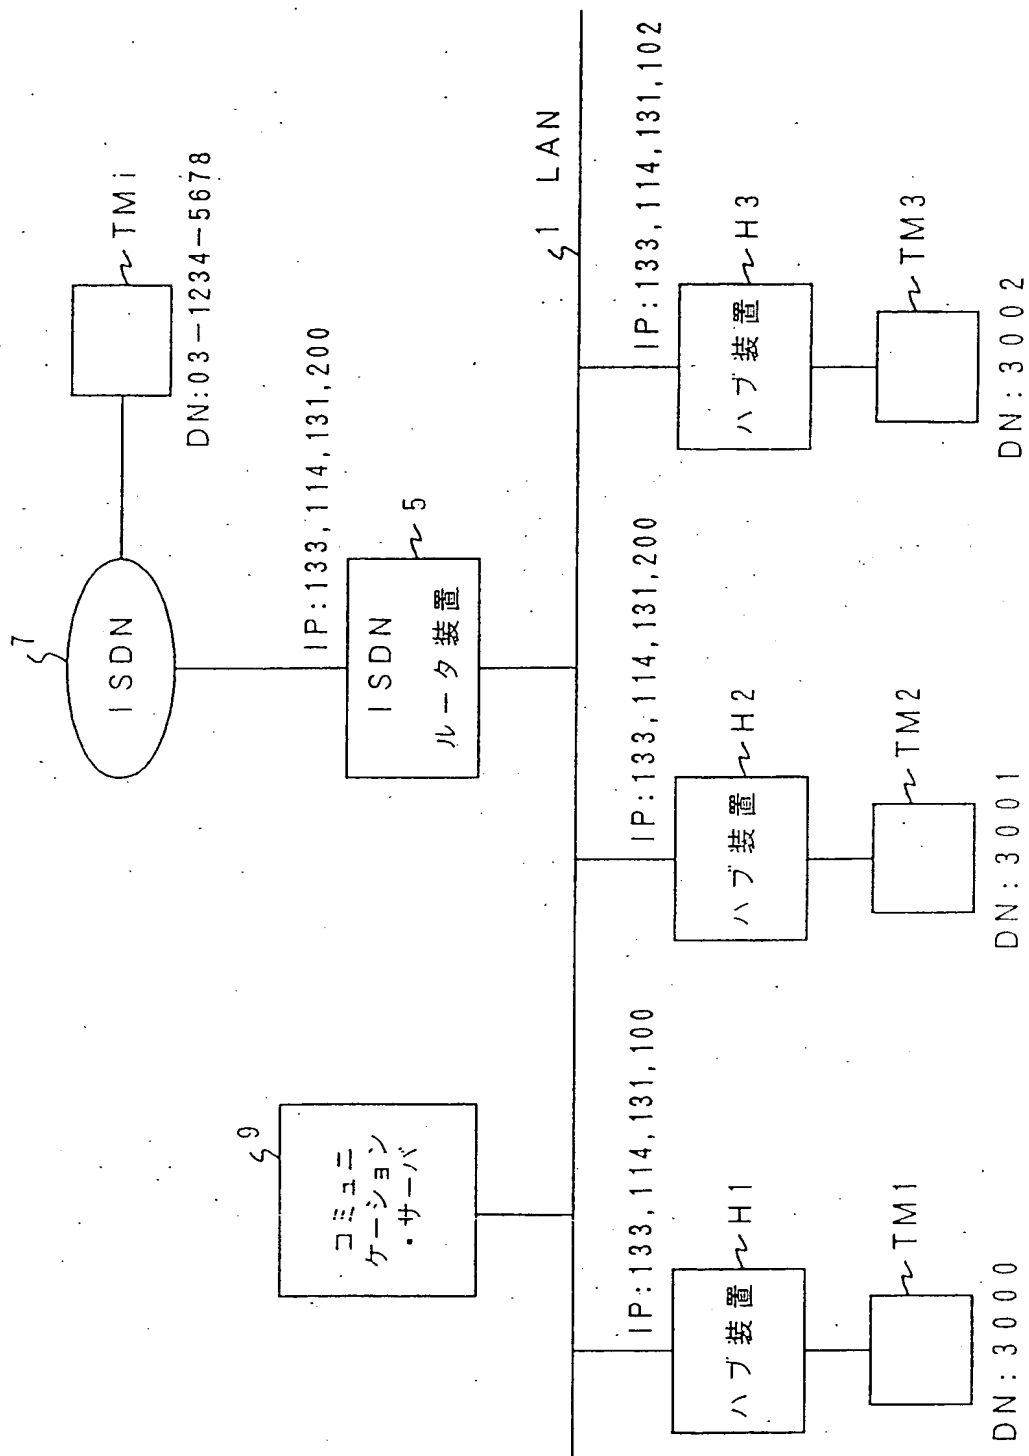 7
ISDN
TMi
DN:03-1234-5678
IP:133,114,131,200
ISDN
ルータ装置
5
9
コミュニ
ケーション
・サーバ
1 LAN
IP:133,114,131,100
ハブ装置
H1
TM1
DN:3000
IP:133,114,131,200
ハブ装置
H2
TM2
DN:3001
IP:133,114,131,102
ハブ装置
H3
TM3
DN:3002